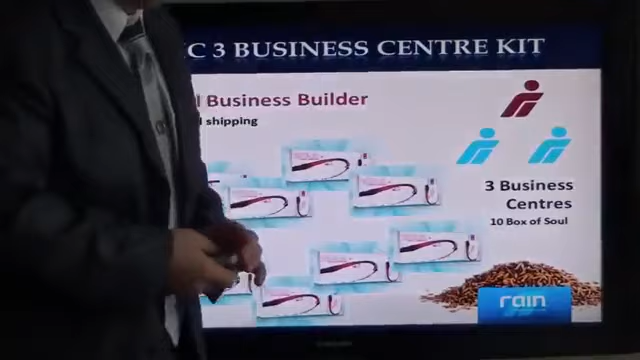 C 3 BUSINESS CENTRE KIT
l Business Builder
l shipping
3 Business
Centres
10 Box of Soul
rain